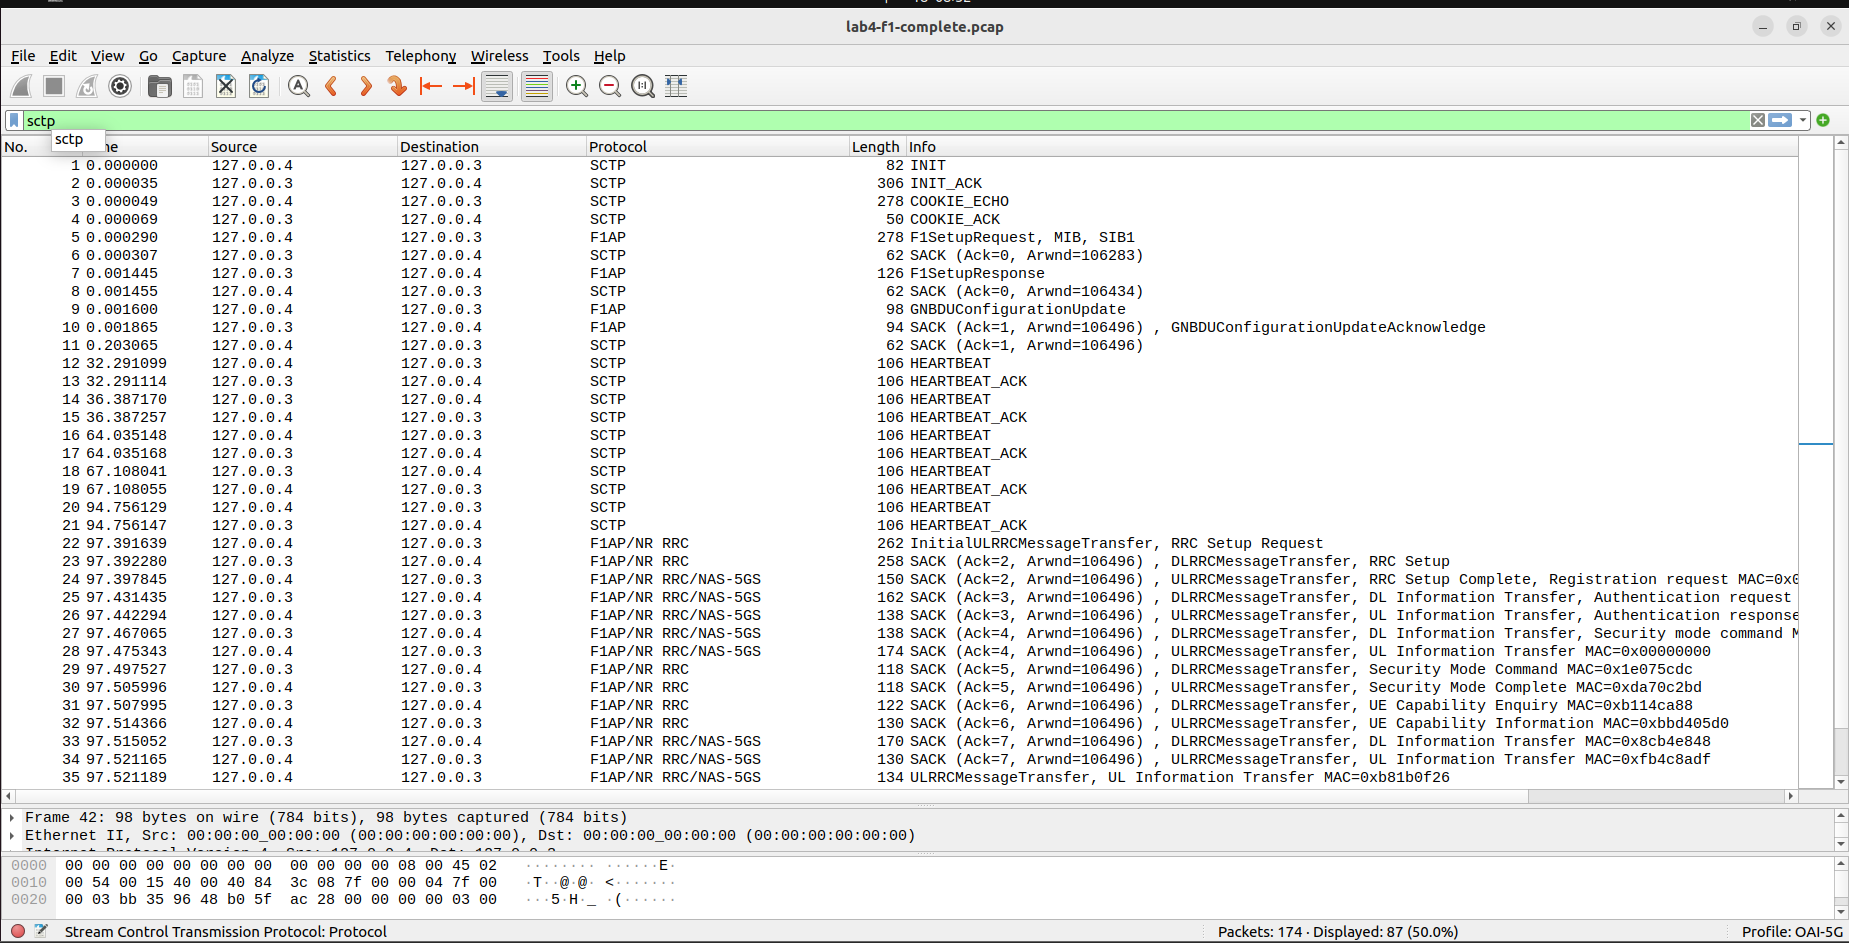 lab4-f1-complete.pcap
File Edit View Go Capture Analyze Statistics Telephony Wireless Tools Help
sctp
sctp
No. Source Destination Protocol Length Info
1 0.000000 127.0.0.4 127.0.0.3 SCTP 82 INIT
2 0.000035 127.0.0.3 127.0.0.4 SCTP 306 INIT_ACK
3 0.000049 127.0.0.4 127.0.0.3 SCTP 278 COOKIE_ECHO
4 0.000069 127.0.0.3 127.0.0.4 SCTP 50 COOKIE_ACK
5 0.000290 127.0.0.4 127.0.0.3 F1AP 278 F1SetupRequest, MIB, SIB1
6 0.000307 127.0.0.3 127.0.0.4 SCTP 62 SACK (Ack=0, Arwnd=106283)
7 0.001445 127.0.0.3 127.0.0.4 F1AP 126 F1SetupResponse
8 0.001455 127.0.0.4 127.0.0.3 SCTP 62 SACK (Ack=0, Arwnd=106434)
9 0.001600 127.0.0.4 127.0.0.3 F1AP 98 GNBDUConfigurationUpdate
10 0.001865 127.0.0.3 127.0.0.4 F1AP 94 SACK (Ack=1, Arwnd=106496) , GNBDUConfigurationUpdateAcknowledge
11 0.203065 127.0.0.4 127.0.0.3 SCTP 62 SACK (Ack=1, Arwnd=106496)
12 32.291099 127.0.0.4 127.0.0.3 SCTP 106 HEARTBEAT
13 32.291114 127.0.0.3 127.0.0.4 SCTP 106 HEARTBEAT_ACK
14 36.387170 127.0.0.4 127.0.0.3 SCTP 106 HEARTBEAT
15 36.387257 127.0.0.3 127.0.0.4 SCTP 106 HEARTBEAT_ACK
16 64.035148 127.0.0.4 127.0.0.3 SCTP 106 HEARTBEAT
17 64.035168 127.0.0.3 127.0.0.4 SCTP 106 HEARTBEAT_ACK
18 67.108041 127.0.0.3 127.0.0.4 SCTP 106 HEARTBEAT
19 67.108055 127.0.0.4 127.0.0.3 SCTP 106 HEARTBEAT_ACK
20 94.756129 127.0.0.4 127.0.0.3 SCTP 106 HEARTBEAT
21 94.756147 127.0.0.3 127.0.0.4 SCTP 106 HEARTBEAT_ACK
22 97.391639 127.0.0.4 127.0.0.3 F1AP/NR RRC 262 InitialULRRCMessageTransfer, RRC Setup Request
23 97.392280 127.0.0.3 127.0.0.4 F1AP/NR RRC 258 SACK (Ack=2, Arwnd=106496) , DLRRCMessageTransfer, RRC Setup
24 97.397845 127.0.0.4 127.0.0.3 F1AP/NR RRC/NAS-5GS 150 SACK (Ack=2, Arwnd=106496) , ULRRCMessageTransfer, RRC Setup Complete, Registration request MAC=0x0
25 97.431435 127.0.0.3 127.0.0.4 F1AP/NR RRC/NAS-5GS 162 SACK (Ack=3, Arwnd=106496) , DLRRCMessageTransfer, DL Information Transfer, Authentication request
26 97.442294 127.0.0.4 127.0.0.3 F1AP/NR RRC/NAS-5GS 138 SACK (Ack=3, Arwnd=106496) , ULRRCMessageTransfer, UL Information Transfer, Authentication response
27 97.467065 127.0.0.3 127.0.0.4 F1AP/NR RRC/NAS-5GS 138 SACK (Ack=4, Arwnd=106496) , DLRRCMessageTransfer, DL Information Transfer, Security mode command
28 97.475343 127.0.0.4 127.0.0.3 F1AP/NR RRC/NAS-5GS 174 SACK (Ack=4, Arwnd=106496) , ULRRCMessageTransfer, UL Information Transfer MAC=0x00000000
29 97.497527 127.0.0.3 127.0.0.4 F1AP/NR RRC 118 SACK (Ack=5, Arwnd=106496) , DLRRCMessageTransfer, Security Mode Command MAC=0x1e075cdc
30 97.505996 127.0.0.4 127.0.0.3 F1AP/NR RRC 118 SACK (Ack=5, Arwnd=106496) , ULRRCMessageTransfer, Security Mode Complete MAC=0xda70c2bd
31 97.507995 127.0.0.3 127.0.0.4 F1AP/NR RRC 122 SACK (Ack=6, Arwnd=106496) , DLRRCMessageTransfer, UE Capability Enquiry MAC=0xb114ca88
32 97.514366 127.0.0.4 127.0.0.3 F1AP/NR RRC 130 SACK (Ack=6, Arwnd=106496) , ULRRCMessageTransfer, UE Capability Information MAC=0xbbd405d0
33 97.515052 127.0.0.3 127.0.0.4 F1AP/NR RRC/NAS-5GS 170 SACK (Ack=7, Arwnd=106496) , DLRRCMessageTransfer, DL Information Transfer MAC=0x8cb4e848
34 97.521165 127.0.0.4 127.0.0.3 F1AP/NR RRC/NAS-5GS 130 SACK (Ack=7, Arwnd=106496) , ULRRCMessageTransfer, UL Information Transfer MAC=0xfb4c8adf
35 97.521189 127.0.0.4 127.0.0.3 F1AP/NR RRC/NAS-5GS 134 ULRRCMessageTransfer, UL Information Transfer MAC=0xb81b0f26
Frame 42: 98 bytes on wire (784 bits), 98 bytes captured (784 bits)
Ethernet II, Src: 00:00:00_00:00:00 (00:00:00:00:00:00), Dst: 00:00:00_00:00:00 (00:00:00:00:00:00)
0000 00 00 00 00 00 00 00 00 00 00 00 00 08 00 45 02 ········ ······E·
0010 00 54 00 15 40 00 40 84 3c 08 7f 00 00 04 7f 00 ·T··@·@· <·······
0020 00 03 bb 35 96 48 b0 5f ac 28 00 00 00 00 03 00 ···5·H·_ ·(······
Stream Control Transmission Protocol: Protocol Packets: 174 · Displayed: 87 (50.0%) Profile: OAI-5G